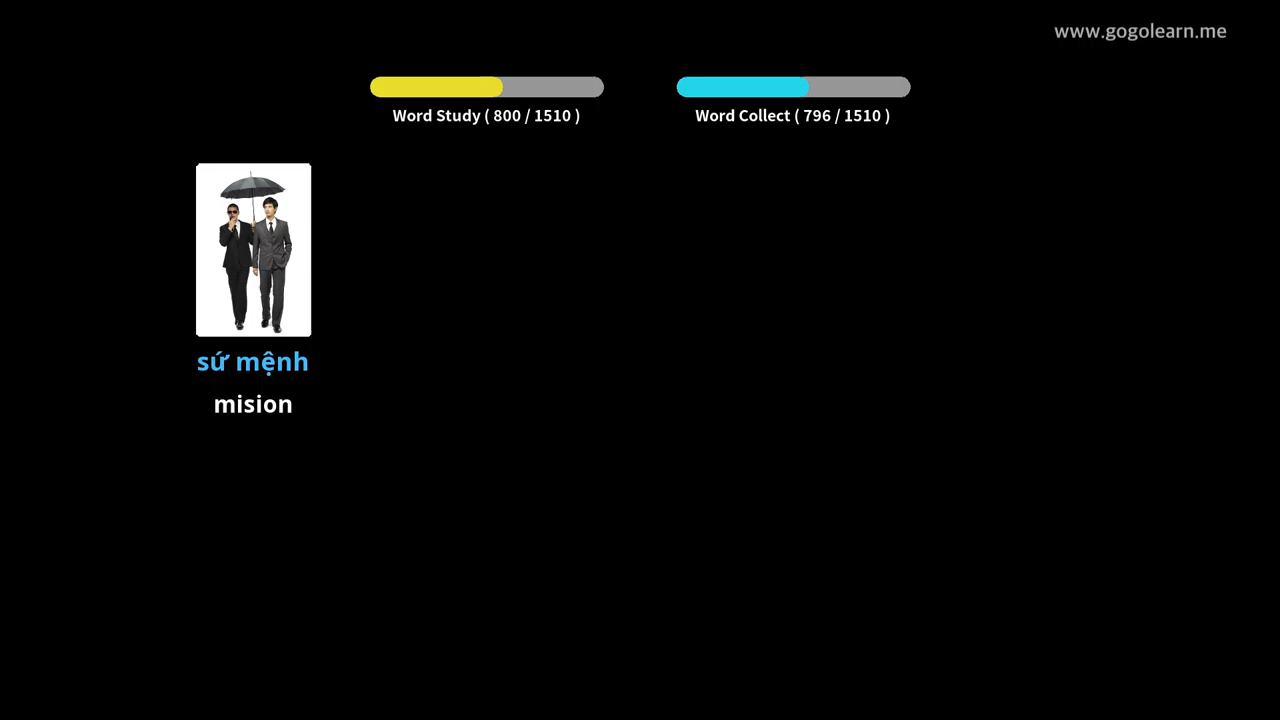 www.gogolearn.me
Word Study ( 800 / 1510 )
Word Collect ( 796 / 1510 )
sứ mệnh
mision